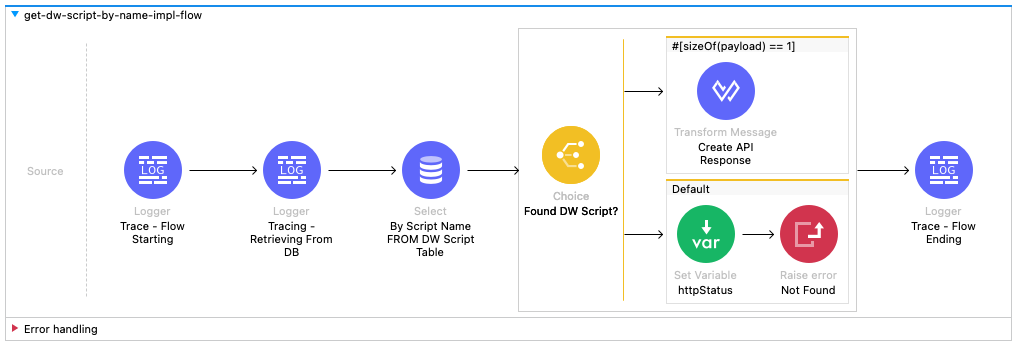 get-dw-script-by-name-impl-flow
Source
LOG
Logger
Trace - Flow
Starting
LOG
Logger
Tracing -
Retrieving From
DB
Select
By Script Name
FROM DW Script
Table
Choice
Found DW Script?
#[sizeOf(payload) == 1]
Transform Message
Create API
Response
Default
var
Set Variable
httpStatus
Raise error
Not Found
LOG
Logger
Trace - Flow
Ending
Error handling